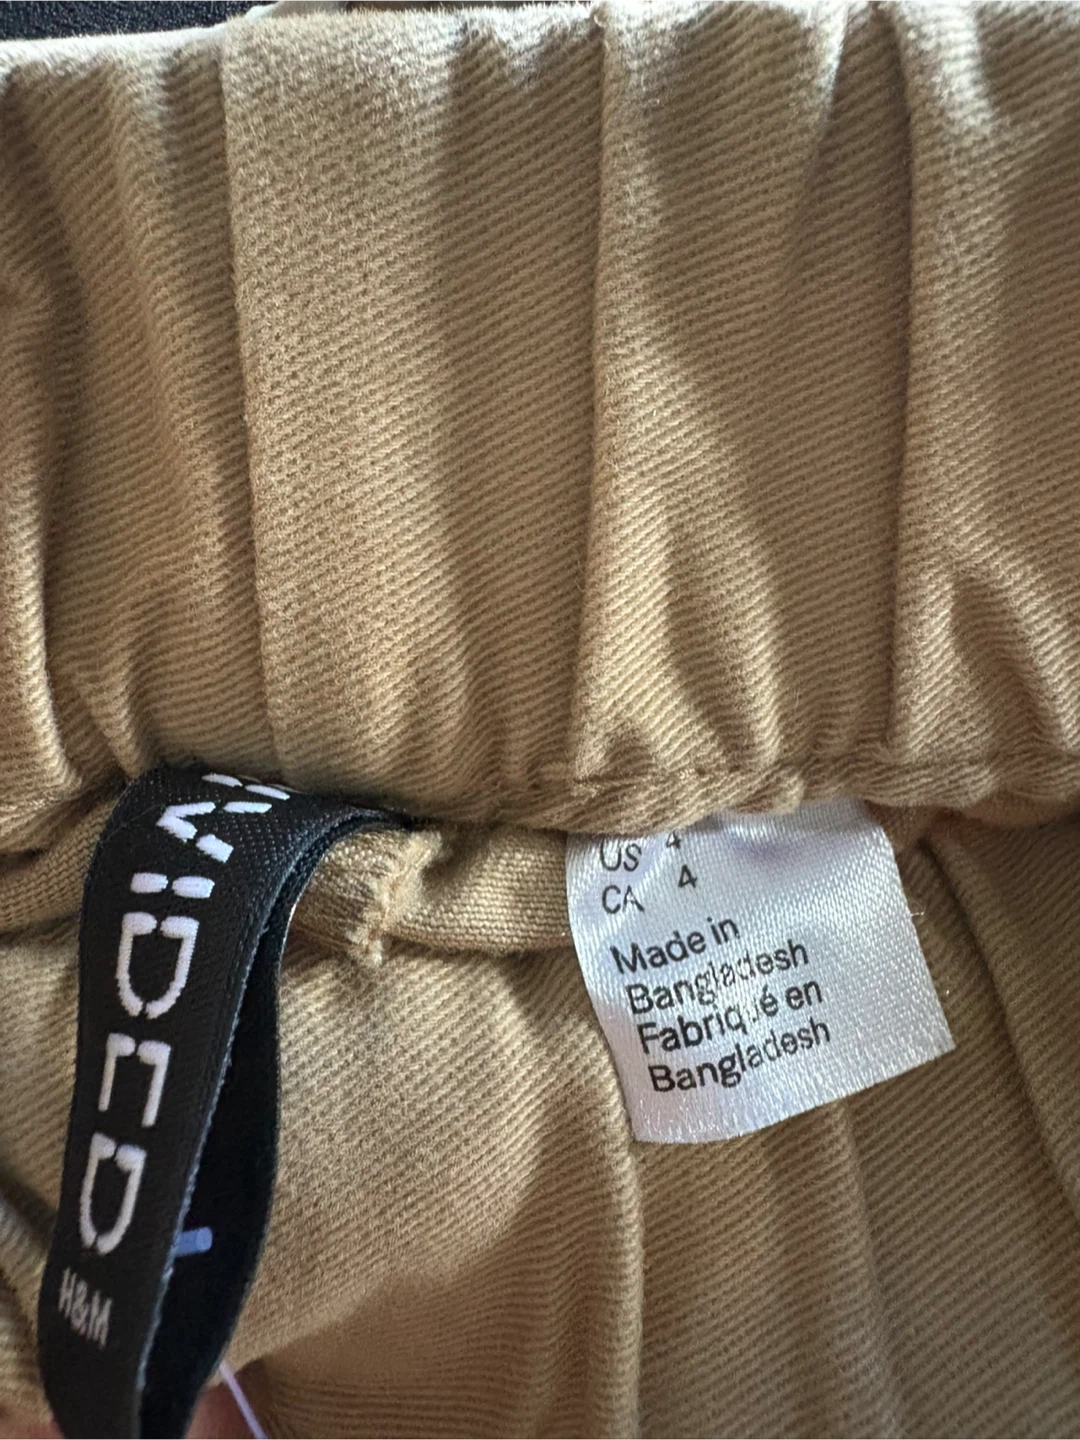 DIVIDED
H&M
US 4
CA 4
Made in
Bangladesh
Fabriqué en
Bangladesh